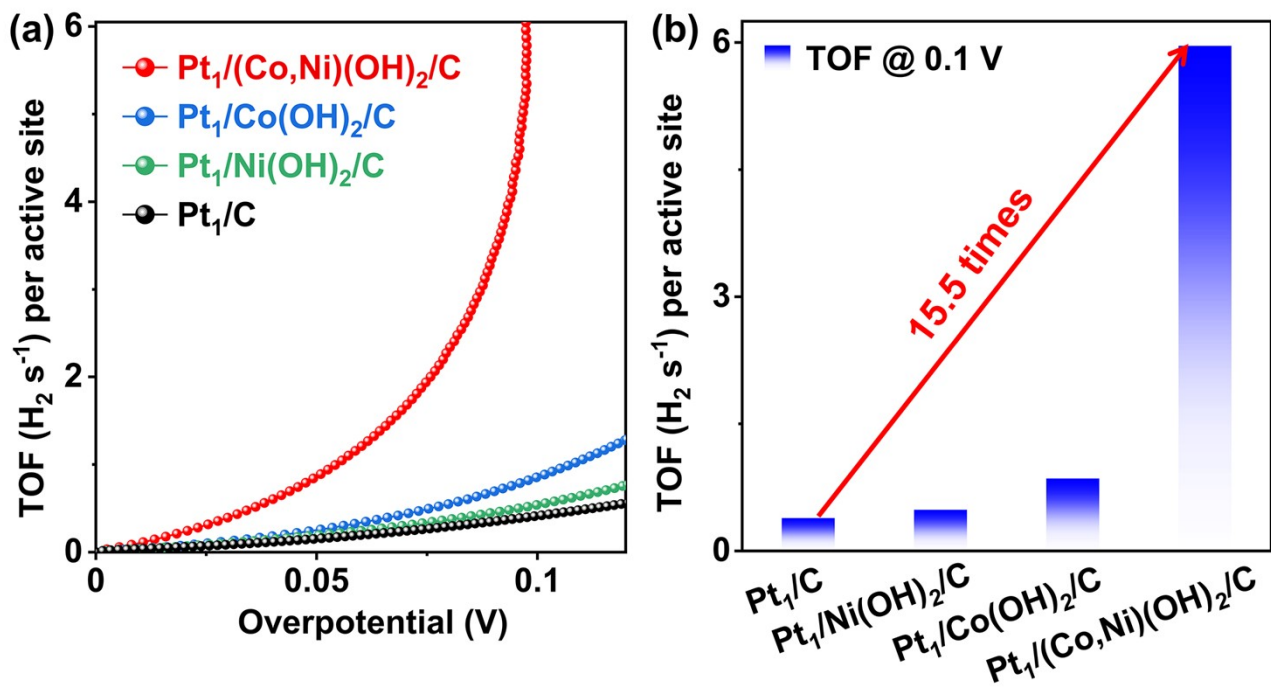 (a)
TOF (H₂ s⁻¹) per active site
6
4
2
0
Pt₁/(Co,Ni)(OH)₂/C
Pt₁/Co(OH)₂/C
Pt₁/Ni(OH)₂/C
Pt₁/C
0
0.05
0.1
Overpotential (V)
(b)
TOF (H₂ s⁻¹) per active site
6
3
0
TOF @ 0.1 V
15.5 times
Pt₁/C
Pt₁/Ni(OH)₂/C
Pt₁/Co(OH)₂/C
Pt₁/(Co,Ni)(OH)₂/C